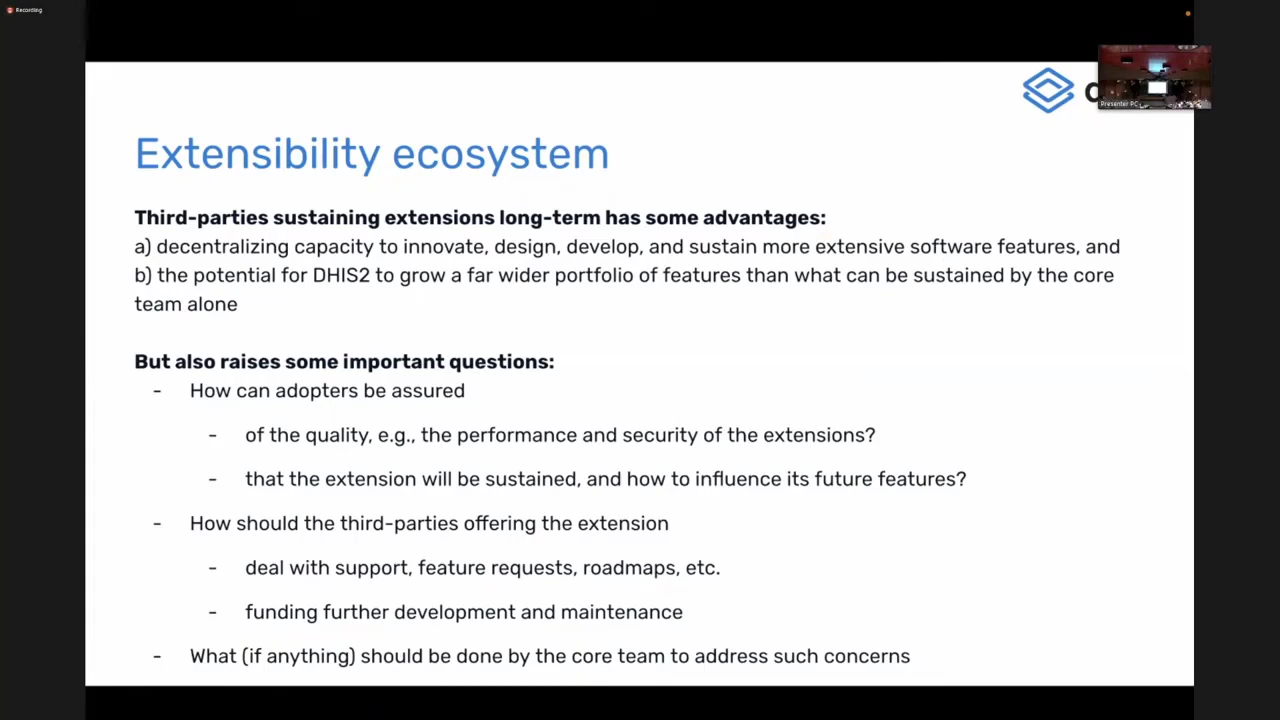 Recording
Presenter PC
Extensibility ecosystem
Third-parties sustaining extensions long-term has some advantages:
a) decentralizing capacity to innovate, design, develop, and sustain more extensive software features, and
b) the potential for DHIS2 to grow a far wider portfolio of features than what can be sustained by the core
team alone
But also raises some important questions:
- How can adopters be assured
- of the quality, e.g., the performance and security of the extensions?
- that the extension will be sustained, and how to influence its future features?
- How should the third-parties offering the extension
- deal with support, feature requests, roadmaps, etc.
- funding further development and maintenance
- What (if anything) should be done by the core team to address such concerns